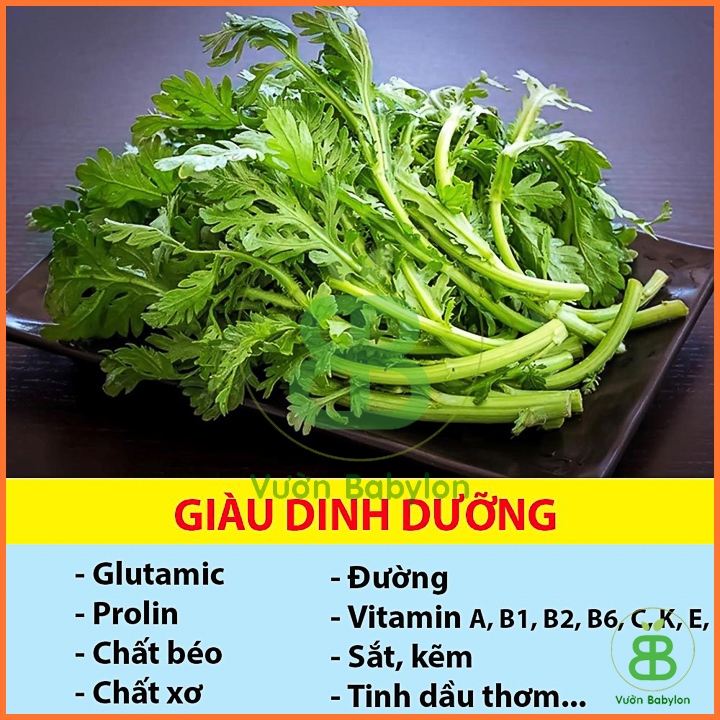 Vườn Babylon
GIÀU DINH DƯỠNG
- Glutamic
- Prolin
- Chất béo
- Chất xơ
- Đường
- Vitamin A, B1, B2, B6, C, K, E,
- Sắt, kẽm
- Tinh dầu thơm...
Vườn Babylon